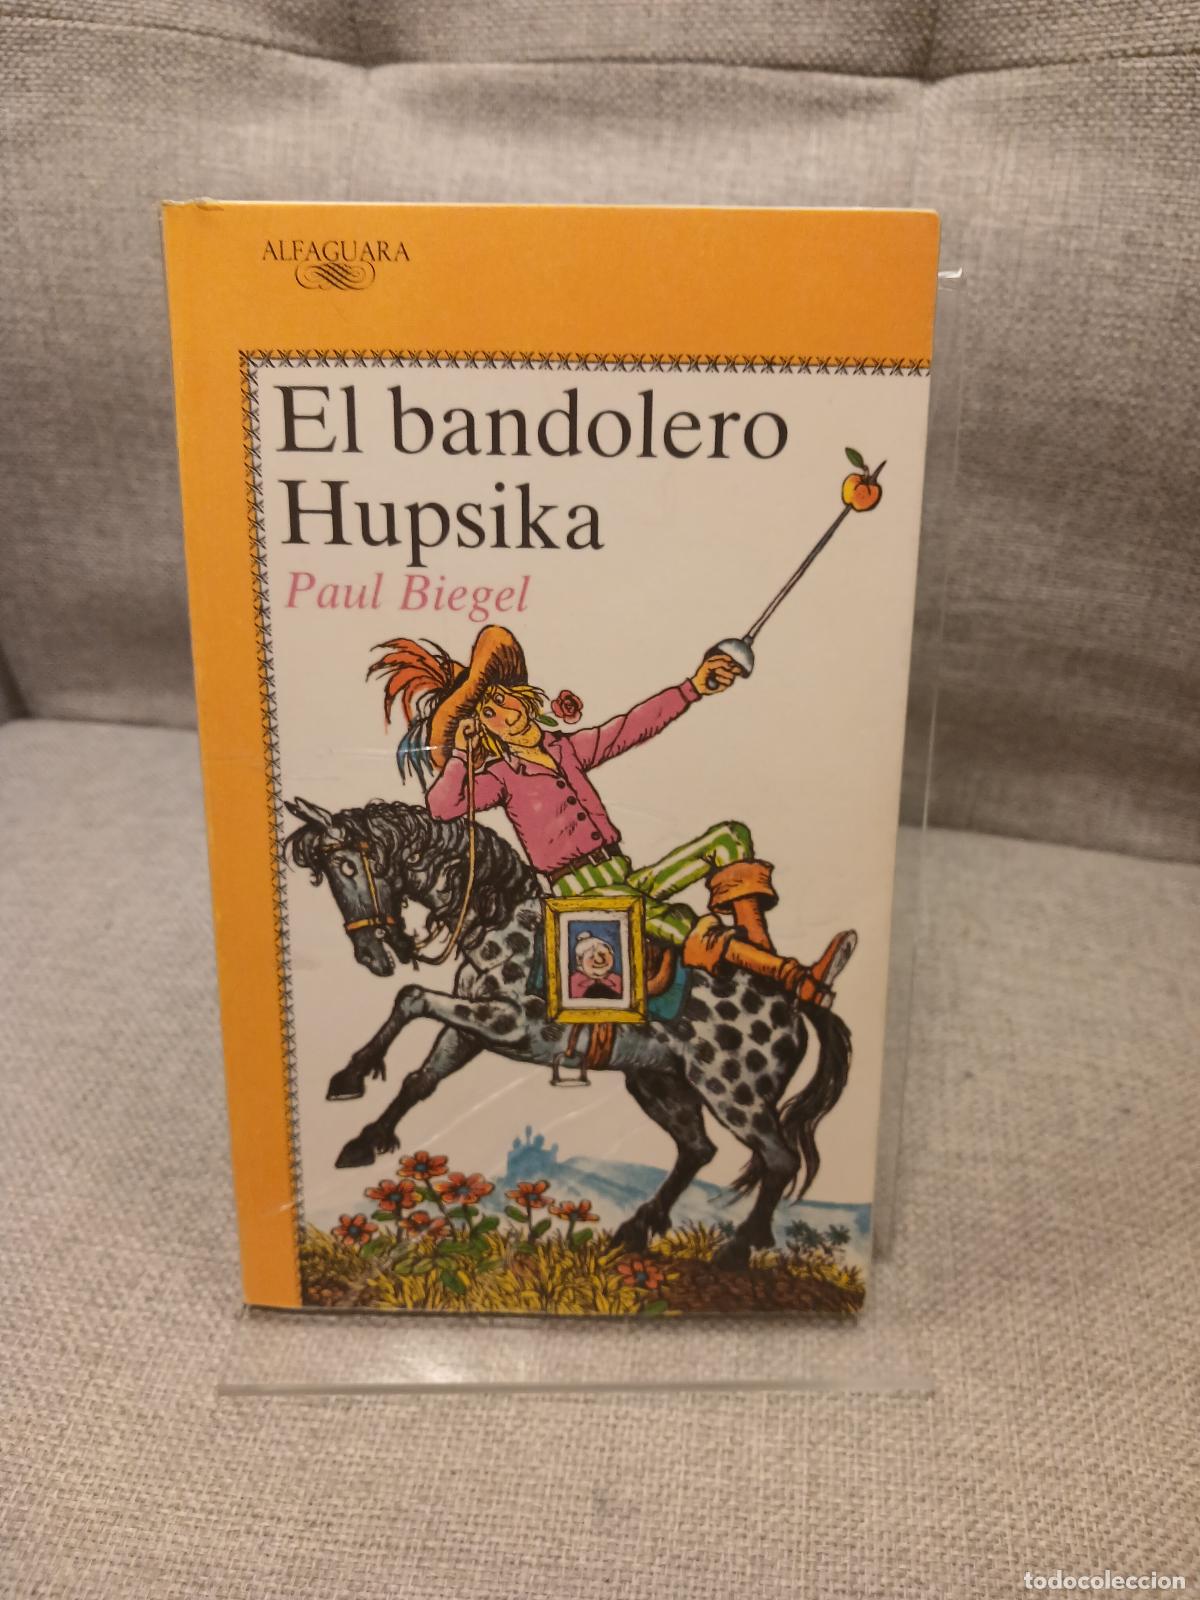 ALFAGUARA
El bandolero
Hupsika
Paul Biegel
todocoleccion